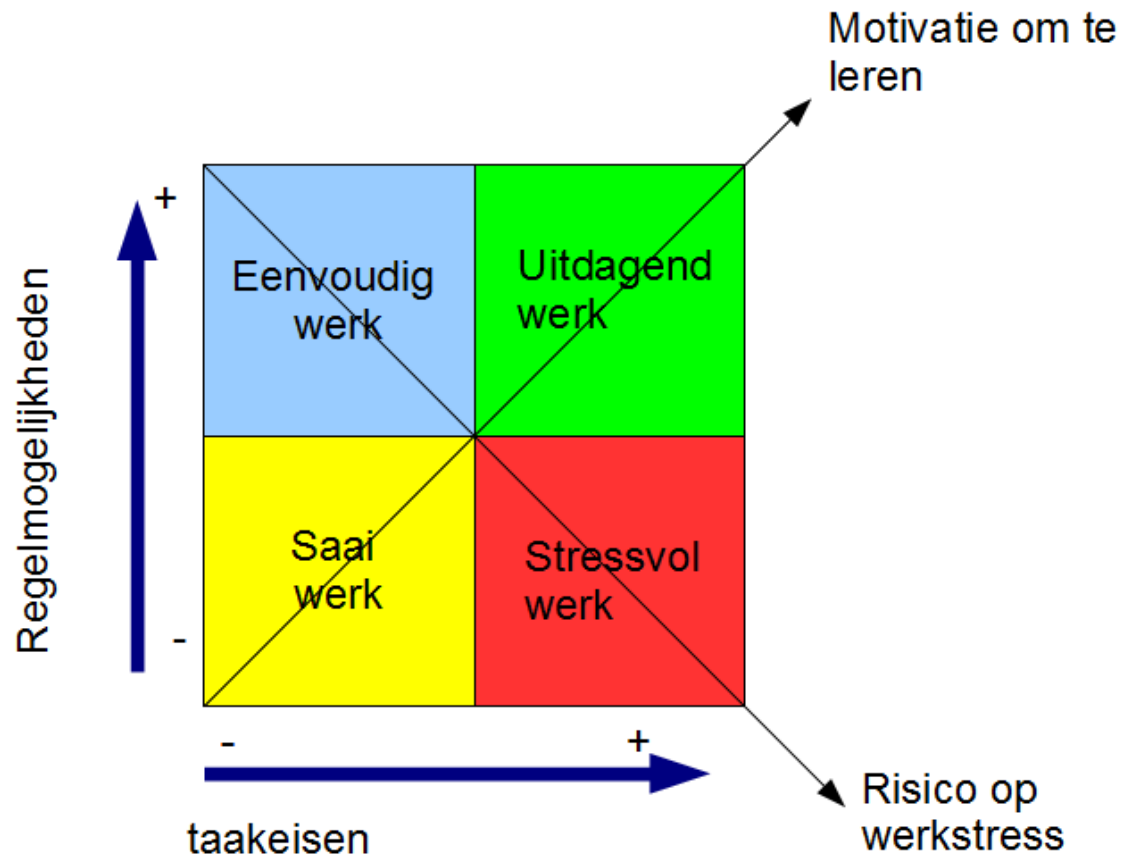 Motivatie om te
leren
+
Regelmogelijkheden
Eenvoudig
werk
Uitdagend
werk
Saai
werk
Stressvol
werk
-
-
+
taakeisen
Risico op
werkstress